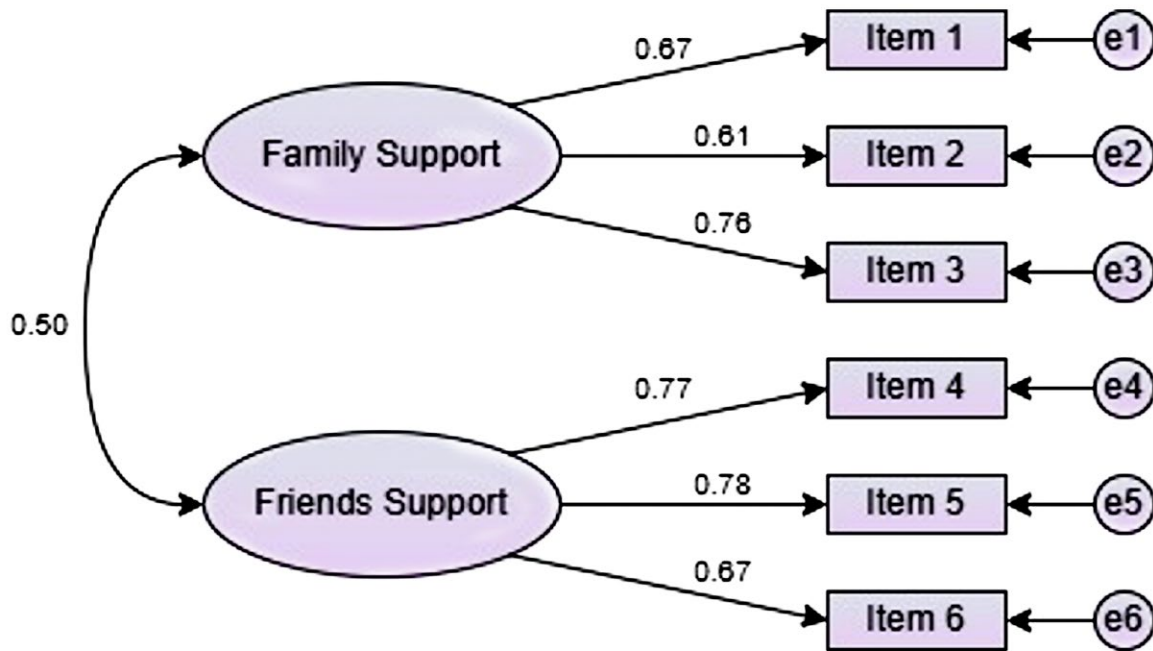 0.67
Item 1
e1
Family Support
0.61
Item 2
e2
0.76
Item 3
e3
0.50
0.77
Item 4
e4
Friends Support
0.78
Item 5
e5
0.67
Item 6
e6